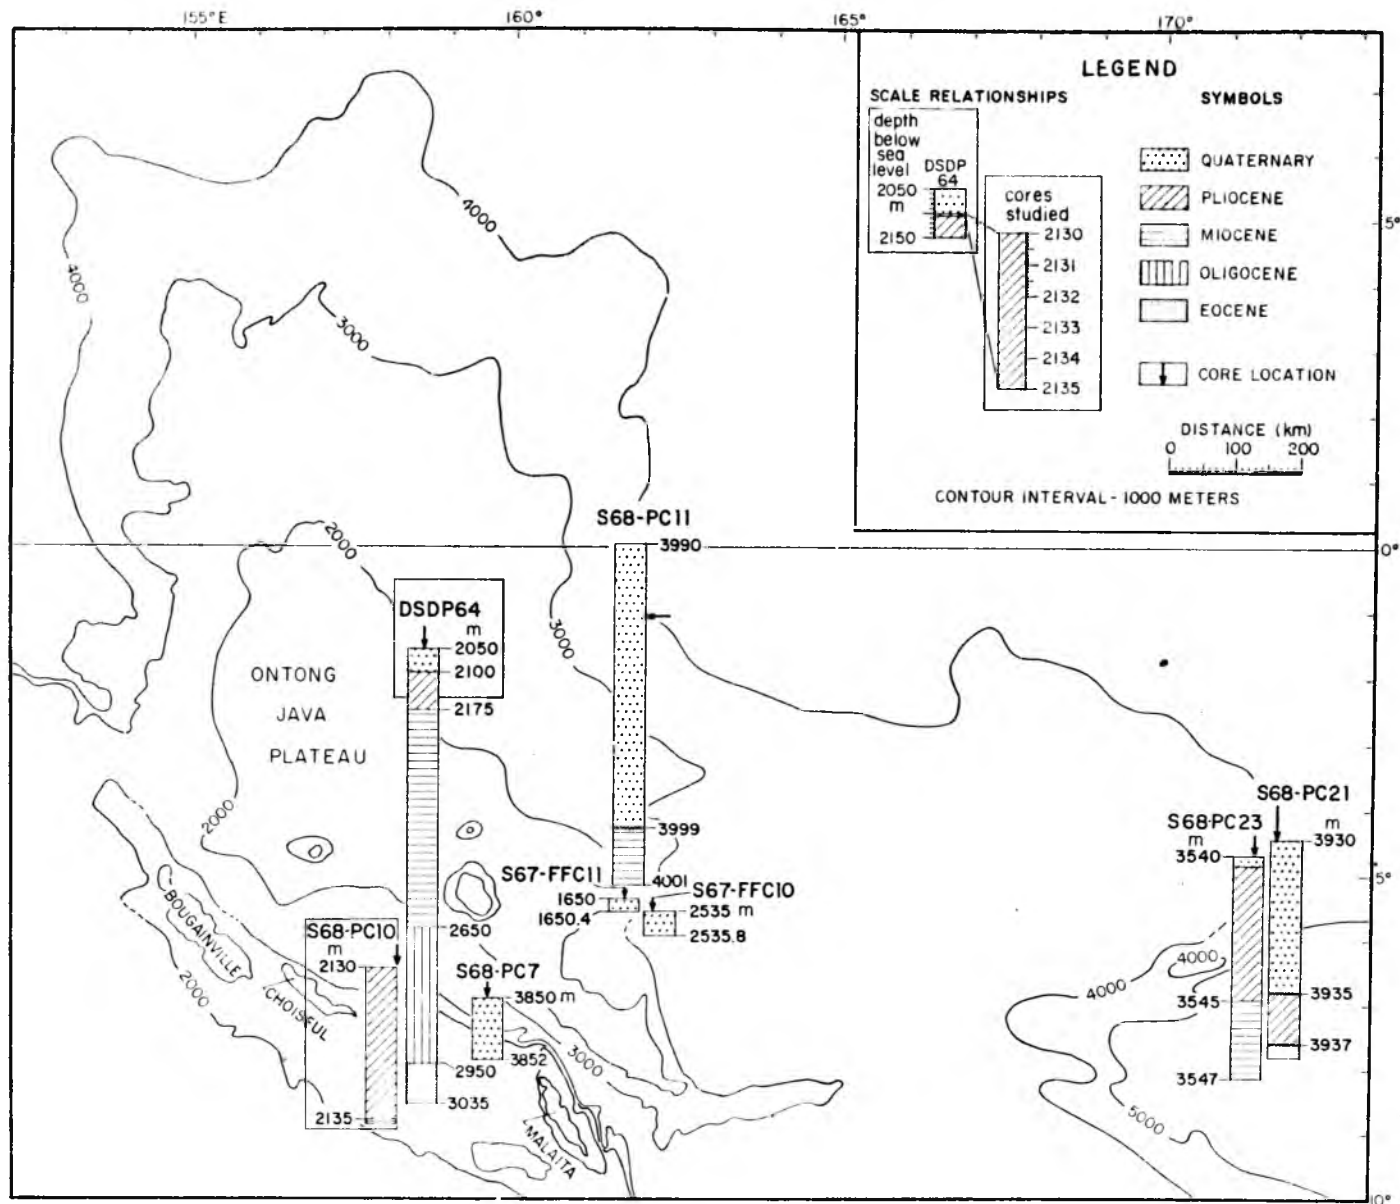 155°E 160° 165° 170°
LEGEND
SCALE RELATIONSHIPS
SYMBOLS
depth
below
sea
level
DSDP
64
2050
m
2150
cores
studied
2130
2131
2132
2133
2134
2135
QUATERNARY
PLIOCENE
MIOCENE
OLIGOCENE
EOCENE
CORE LOCATION
DISTANCE (km)
0 100 200
CONTOUR INTERVAL - 1000 METERS
5°
0°
5°
10°
4000
4000
3000
2000
3000
2000
2000
3000
4000
4000
5000
S68-PC11
3990
3999
4001
DSDP64
m
2050
2100
2175
2650
2950
3035
ONTONG
JAVA
PLATEAU
S67-FFC11
1650
1650.4
S67-FFC10
2535 m
2535.8
S68-PC21
m
3930
3935
3937
S68-PC23
m
3540
3545
3547
S68-PC10
m
2130
2135
S68-PC7
3850 m
3852
BOUGAINVILLE
CHOISEUL
MALAITA